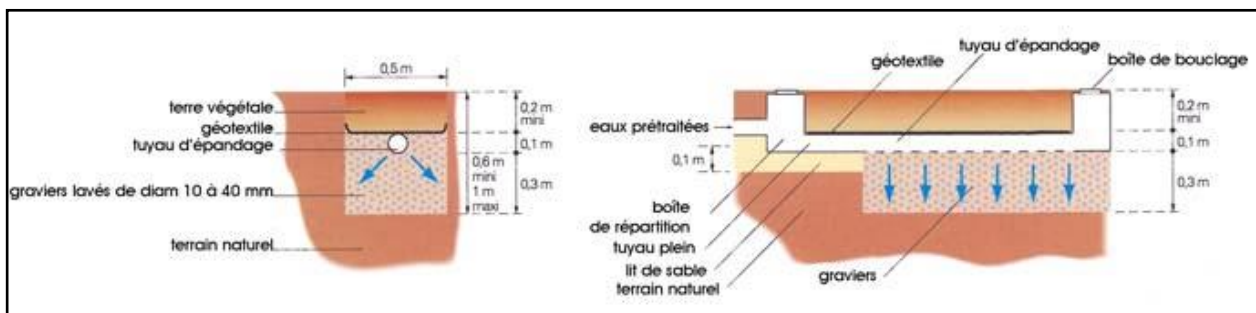 0,5 m
terre végétale
géotextile
tuyau d'épandage
graviers lavés de diam 10 à 40 mm
terrain naturel
0,6 m
mini
1 m
maxi
0,2 m
mini
0,1 m
0,3 m
tuyau d'épandage
géotextile
boîte de bouclage
eaux prétraitées
0,1 m
boîte
de répartition
tuyau plein
lit de sable
terrain naturel
graviers
0,2 m
mini
0,1 m
0,3 m